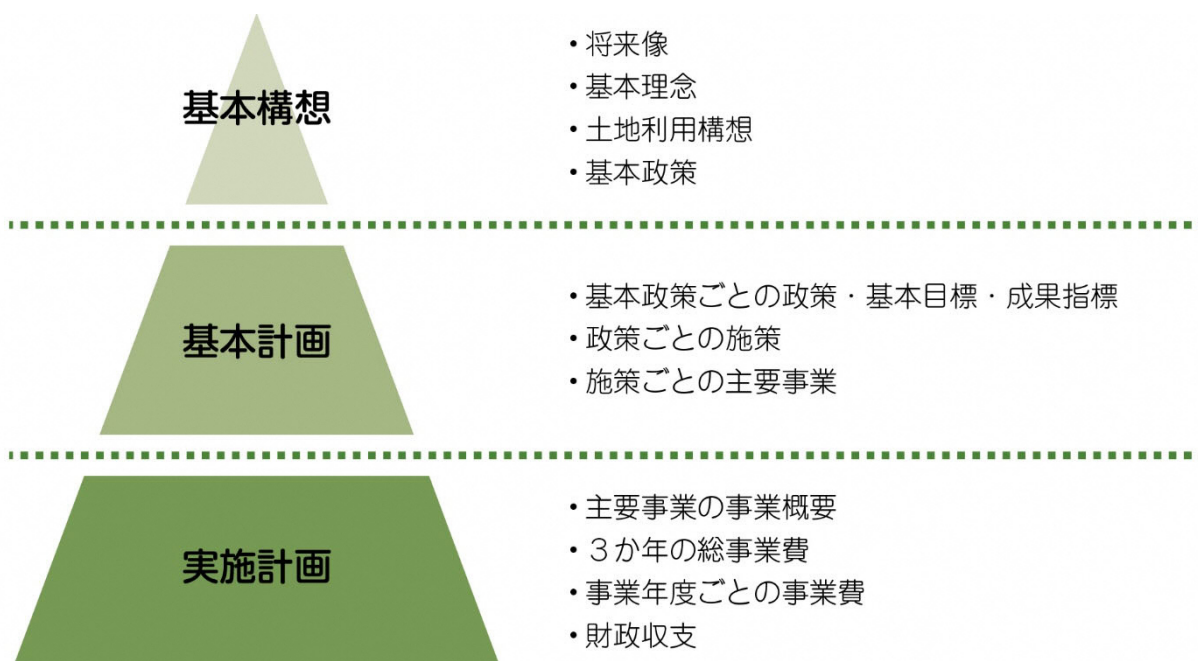 基本構想
・将来像
・基本理念
・土地利用構想
・基本政策
基本計画
・基本政策ごとの政策・基本目標・成果指標
・政策ごとの施策
・施策ごとの主要事業
実施計画
・主要事業の事業概要
・３か年の総事業費
・事業年度ごとの事業費
・財政収支